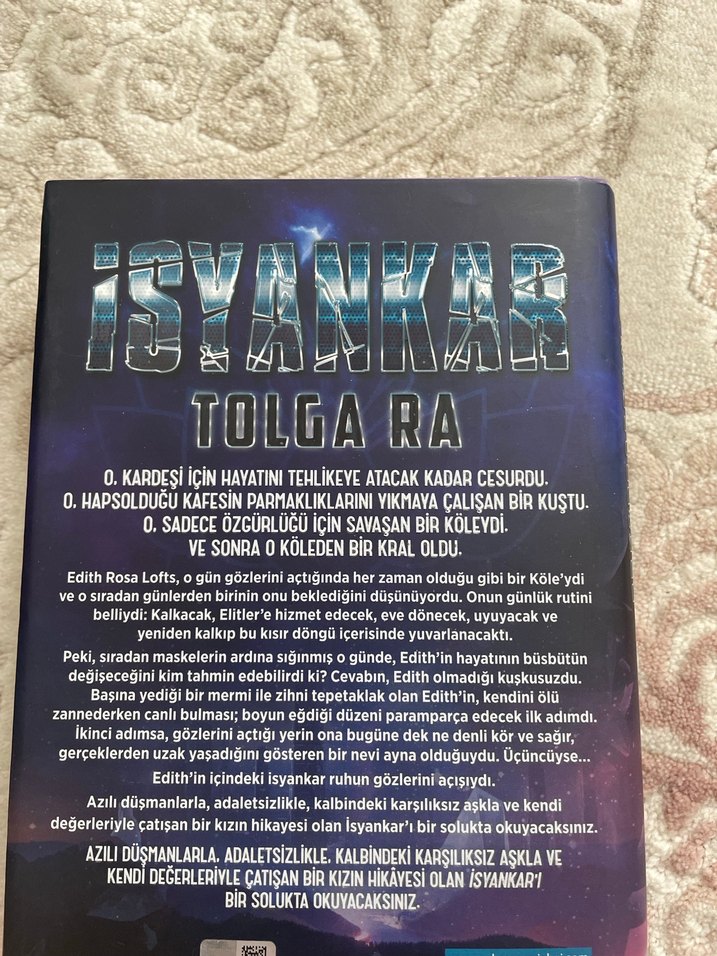 İSYANKAR
TOLGA RA
O, KARDEŞİ İÇİN HAYATINI TEHLİKEYE ATACAK KADAR CESURDU.
O, HAPSOLDUĞU KAFESİN PARMAKLIKLARINI YIKMAYA ÇALIŞAN BİR KUŞTU.
O, SADECE ÖZGÜRLÜĞÜ İÇİN SAVAŞAN BİR KÖLEYDİ.
VE SONRA O KÖLEDEN BİR KRAL OLDU.
Edith Rosa Lofts, o gün gözlerini açtığında her zaman olduğu gibi bir Köle'ydi
ve o sıradan günlerden birinin onu beklediğini düşünüyordu. Onun günlük rutini
belliydi: Kalkacak, Elitler'e hizmet edecek, eve dönecek, uyuyacak ve
yeniden kalkıp bu kısır döngü içerisinde yuvarlanacaktı.
Peki, sıradan maskelerin ardına sığınmış o günde, Edith'in hayatının büsbütün
değişeceğini kim tahmin edebilirdi ki? Cevabın, Edith olmadığı kuşkusuzdu.
Başına yediği bir mermi ile zihni tepetaklak olan Edith'in, kendini ölü
zannederken canlı bulması; boyun eğdiği düzeni paramparça edecek ilk adımdı.
İkinci adımsa, gözlerini açtığı yerin ona bugüne dek ne denli kör ve sağır,
gerçeklerden uzak yaşadığını gösteren bir nevi ayna olduğuydu. Üçüncüyse...
Edith'in içindeki isyankar ruhun gözlerini açışıydı.
Azılı düşmanlarla, adaletsizlikle, kalbindeki karşılıksız aşkla ve kendi
değerleriyle çatışan bir kızın hikayesi olan İsyankar'ı bir solukta okuyacaksınız.
AZILI DÜŞMANLARLA, ADALETSİZLİKLE, KALBİNDEKİ KARŞILIKSIZ AŞKLA VE
KENDİ DEĞERLERİYLE ÇATIŞAN BİR KIZIN HİKÂYESİ OLAN İSYANKAR'I
BİR SOLUKTA OKUYACAKSINIZ.